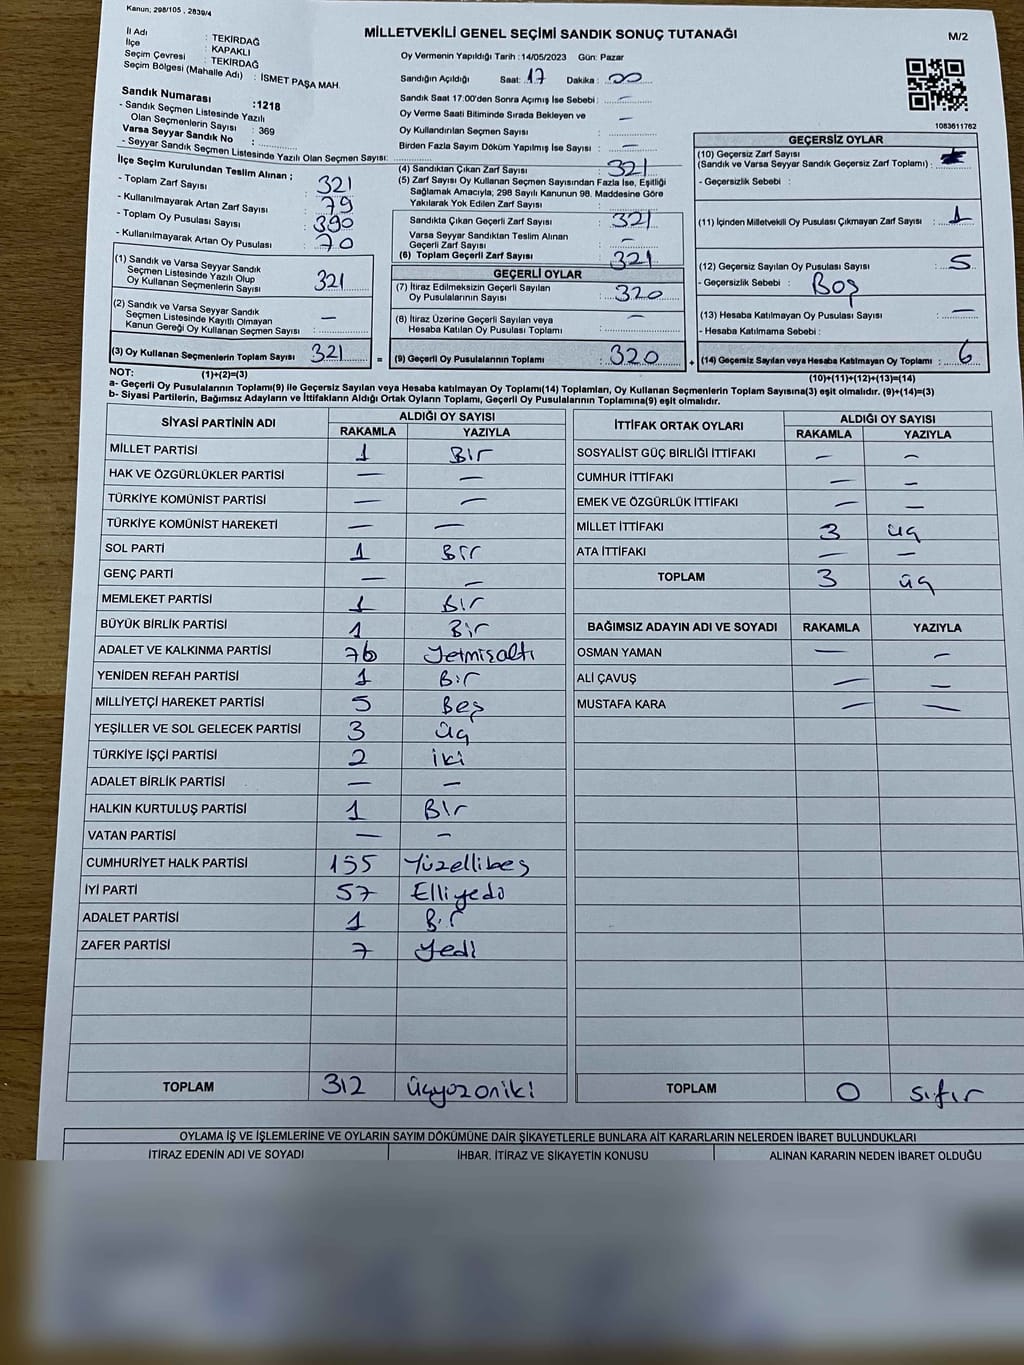 Kanun; 298/105 , 2839/4
MİLLETVEKİLİ GENEL SEÇİMİ SANDIK SONUÇ TUTANAĞI
M/2
İl Adı : TEKİRDAĞ
İlçe : KAPAKLI
Seçim Çevresi : TEKİRDAĞ
Seçim Bölgesi (Mahalle Adı) : İSMET PAŞA MAH.
Sandık Numarası :1218
- Sandık Seçmen Listesinde Yazılı
Olan Seçmenlerin Sayısı : 369
Varsa Seyyar Sandık No :
- Seyyar Sandık Seçmen Listesinde Yazılı Olan Seçmen Sayısı:
Oy Vermenin Yapıldığı Tarih : 14/05/2023 Gün: Pazar
Sandığın Açıldığı Saat: 17 Dakika : 00
Sandık Saat 17:00'den Sonra Açımış İse Sebebi : —
Oy Verme Saati Bitiminde Sırada Bekleyen ve —
Oy Kullandırılan Seçmen Sayısı :
Birden Fazla Sayım Döküm Yapılmış İse Sayısı : —
1083611762
İlçe Seçim Kurulundan Teslim Alınan ;
- Toplam Zarf Sayısı 321
- Kullanılmayarak Artan Zarf Sayısı 79
- Toplam Oy Pusulası Sayısı 390
- Kullanılmayarak Artan Oy Pusulası 70
(1) Sandık ve Varsa Seyyar Sandık
Seçmen Listesinde Yazılı Olup
Oy Kullanan Seçmenlerin Sayısı 321
(2) Sandık ve Varsa Seyyar Sandık
Seçmen Listesinde Kayıtlı Olmayan
Kanun Gereği Oy Kullanan Seçmen Sayısı : —
(3) Oy Kullanan Seçmenlerin Toplam Sayısı 321 =
(4) Sandıktan Çıkan Zarf Sayısı : 321
(5) Zarf Sayısı Oy Kullanan Seçmen Sayısından Fazla İse, Eşitliği
Sağlamak Amacıyla; 298 Sayılı Kanunun 98. Maddesine Göre
Yakılarak Yok Edilen Zarf Sayısı :
Sandıkta Çıkan Geçerli Zarf Sayısı : 321
Varsa Seyyar Sandıktan Teslim Alınan
Geçerli Zarf Sayısı : —
(6) Toplam Geçerli Zarf Sayısı : 321
GEÇERLİ OYLAR
(7) İtiraz Edilmeksizin Geçerli Sayılan
Oy Pusulalarının Sayısı : 320
(8) İtiraz Üzerine Geçerli Sayılan veya
Hesaba Katılan Oy Pusulası Toplamı : —
(9) Geçerli Oy Pusulalarının Toplamı : 320 +
GEÇERSİZ OYLAR
(10) Geçersiz Zarf Sayısı
(Sandık ve Varsa Seyyar Sandık Geçersiz Zarf Toplamı) :
- Geçersizlik Sebebi :
(11) İçinden Milletvekili Oy Pusulası Çıkmayan Zarf Sayısı : 1
(12) Geçersiz Sayılan Oy Pusulası Sayısı : 5
- Geçersizlik Sebebi : Boş
(13) Hesaba Katılmayan Oy Pusulası Sayısı : —
- Hesaba Katılmama Sebebi :
(14) Geçersiz Sayılan veya Hesaba Katılmayan Oy Toplamı : 6
NOT: (1)+(2)=(3)
(10)+(11)+(12)+(13)=(14)
a- Geçerli Oy Pusulalarının Toplamı(9) ile Geçersiz Sayılan veya Hesaba katılmayan Oy Toplamı(14) Toplamları, Oy Kullanan Seçmenlerin Toplam Sayısına(3) eşit olmalıdır. (9)+(14)=(3)
b- Siyasi Partilerin, Bağımsız Adayların ve İttifakların Aldığı Ortak Oyların Toplamı, Geçerli Oy Pusulalarının Toplamına(9) eşit olmalıdır.
SİYASİ PARTİNİN ADI ALDIĞI OY SAYISI
RAKAMLA YAZIYLA
MİLLET PARTİSİ 1 Bir
HAK VE ÖZGÜRLÜKLER PARTİSİ — —
TÜRKİYE KOMÜNİST PARTİSİ — —
TÜRKİYE KOMÜNİST HAREKETİ — —
SOL PARTİ 1 Bir
GENÇ PARTİ — —
MEMLEKET PARTİSİ 1 Bir
BÜYÜK BİRLİK PARTİSİ 1 Bir
ADALET VE KALKINMA PARTİSİ 76 Yetmişaltı
YENİDEN REFAH PARTİSİ 1 Bir
MİLLİYETÇİ HAREKET PARTİSİ 5 Beş
YEŞİLLER VE SOL GELECEK PARTİSİ 3 üç
TÜRKİYE İŞÇİ PARTİSİ 2 iki
ADALET BİRLİK PARTİSİ — —
HALKIN KURTULUŞ PARTİSİ 1 Bir
VATAN PARTİSİ — —
CUMHURİYET HALK PARTİSİ 155 Yüzellibeş
İYİ PARTİ 57 Elliyedi
ADALET PARTİSİ 1 Bir
ZAFER PARTİSİ 7 Yedi
TOPLAM 312 üçyüzoniki
İTTİFAK ORTAK OYLARI ALDIĞI OY SAYISI
RAKAMLA YAZIYLA
SOSYALİST GÜÇ BİRLİĞİ İTTİFAKI — —
CUMHUR İTTİFAKI — —
EMEK VE ÖZGÜRLÜK İTTİFAKI — —
MİLLET İTTİFAKI 3 üç
ATA İTTİFAKI — —
TOPLAM 3 üç
BAĞIMSIZ ADAYIN ADI VE SOYADI RAKAMLA YAZIYLA
OSMAN YAMAN — —
ALİ ÇAVUŞ — —
MUSTAFA KARA — —
TOPLAM 0 sıfır
OYLAMA İŞ VE İŞLEMLERİNE VE OYLARIN SAYIM DÖKÜMÜNE DAİR ŞİKAYETLERLE BUNLARA AİT KARARLARIN NELERDEN İBARET BULUNDUKLARI
İTİRAZ EDENİN ADI VE SOYADI İHBAR, İTİRAZ VE ŞİKAYETİN KONUSU ALINAN KARARIN NEDEN İBARET OLDUĞU